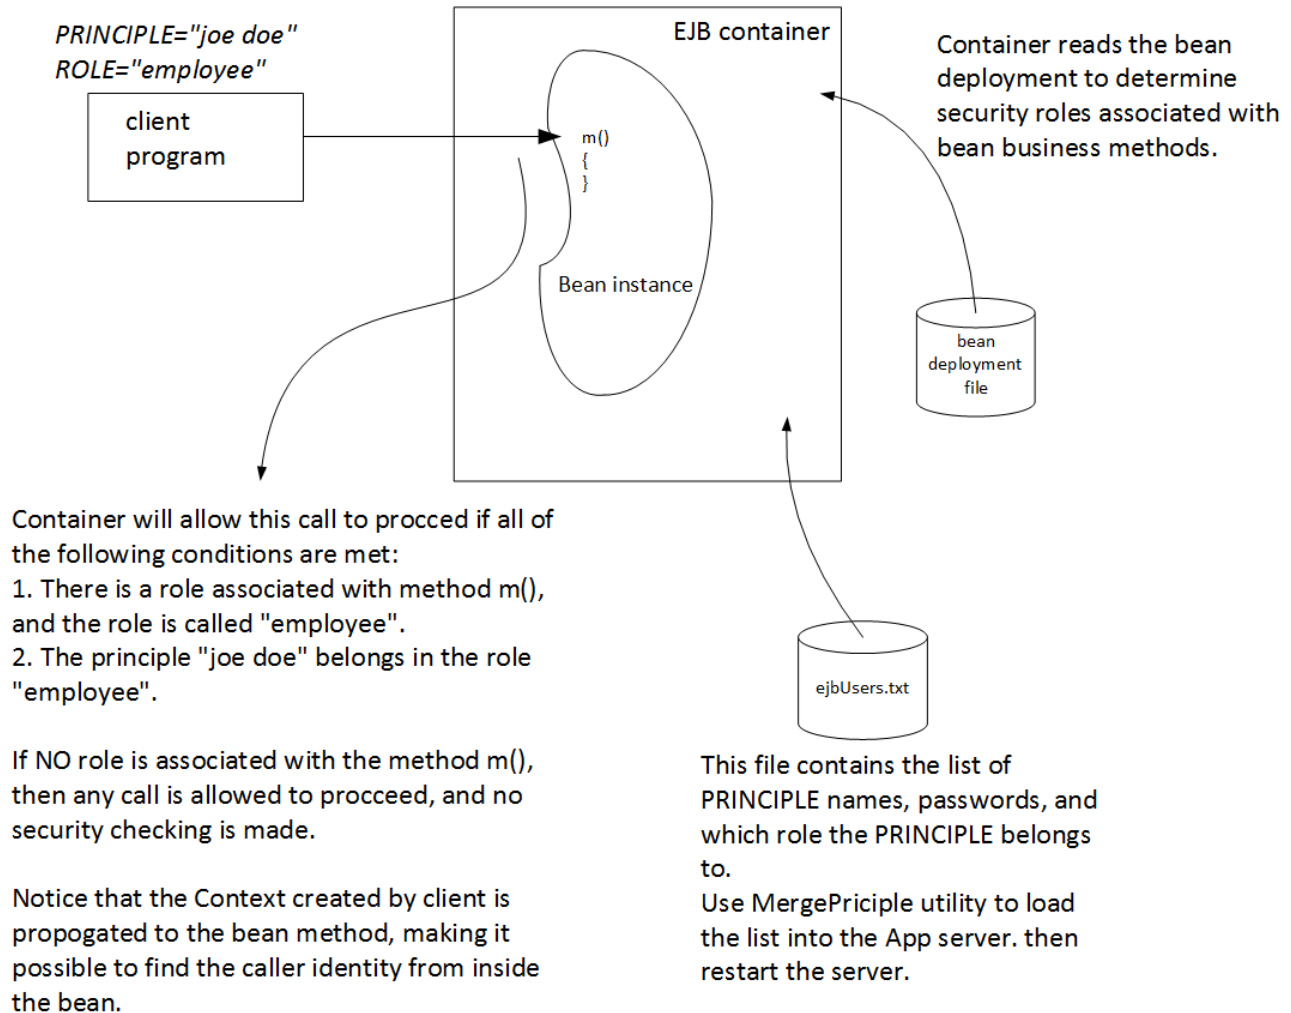 PRINCIPLE="joe doe"
ROLE="employee"
client
program
EJB container
m()
{
}
Bean instance
Container reads the bean
deployment to determine
security roles associated with
bean business methods.
bean
deployment
file
Container will allow this call to procced if all of
the following conditions are met:
1. There is a role associated with method m(),
and the role is called "employee".
2. The principle "joe doe" belongs in the role
"employee".
If NO role is associated with the method m(),
then any call is allowed to procceed, and no
security checking is made.
Notice that the Context created by client is
propogated to the bean method, making it
possible to find the caller identity from inside
the bean.
ejbUsers.txt
This file contains the list of
PRINCIPLE names, passwords, and
which role the PRINCIPLE belongs
to.
Use MergePriciple utility to load
the list into the App server. then
restart the server.